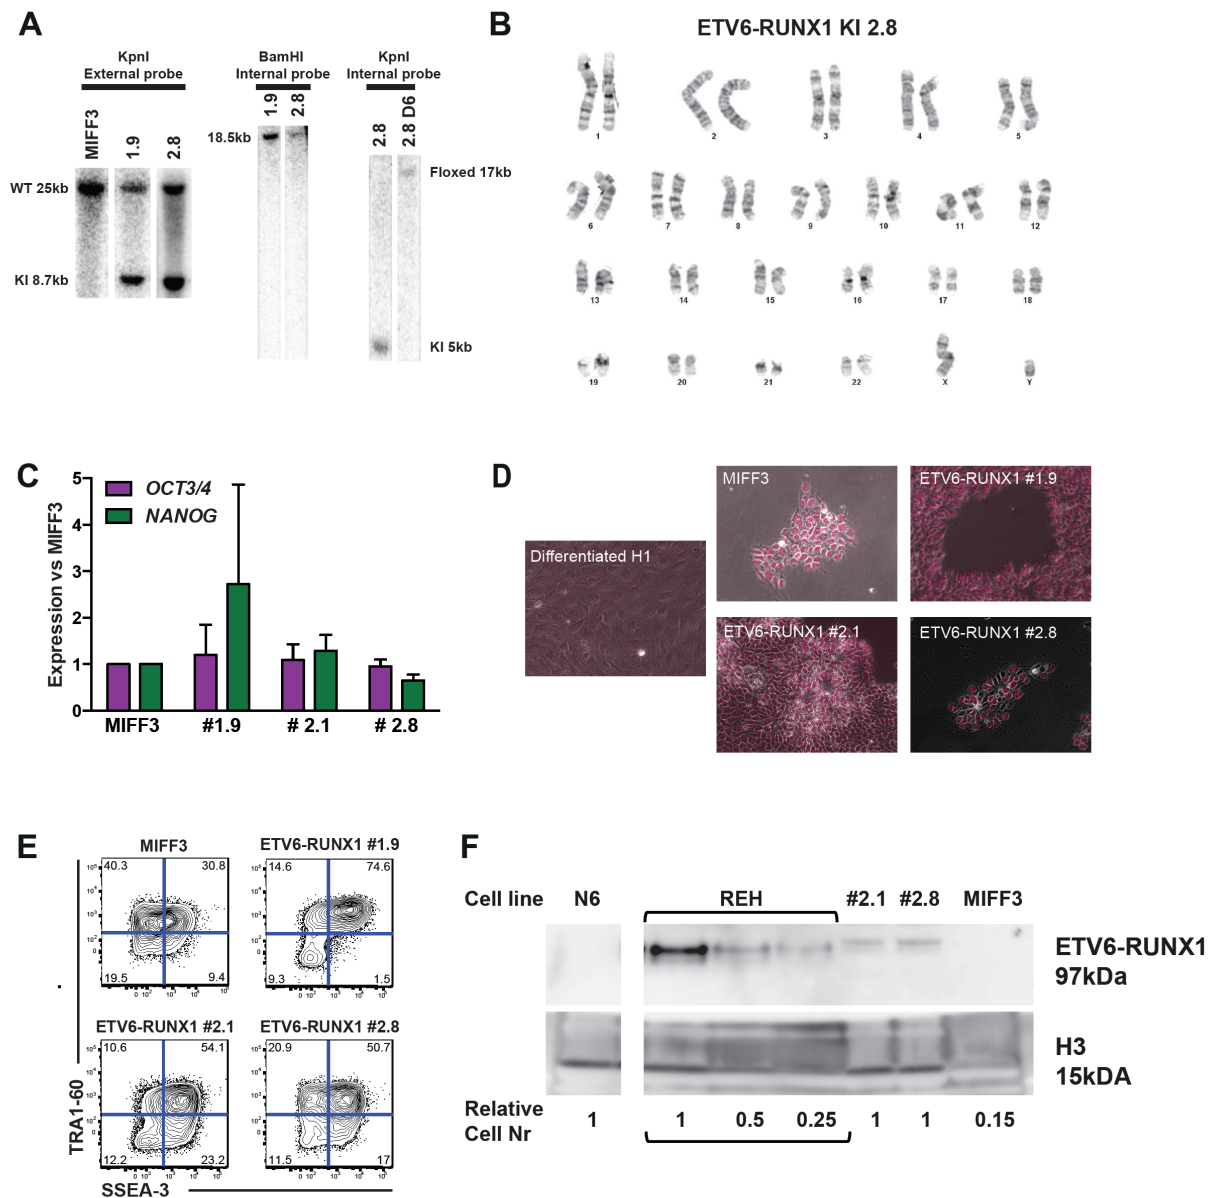 A
KpnI
External probe
BamHI
Internal probe
KpnI
Internal probe
MIFF3
1.9
2.8
1.9
2.8
2.8
2.8 D6
WT 25kb
KI 8.7kb
18.5kb
Floxed 17kb
KI 5kb
B
ETV6-RUNX1 KI 2.8
1 2 3 4 5
6 7 8 9 10 11 12
13 14 15 16 17 18
19 20 21 22 X Y
C
Expression vs MIFF3
5
4
3
2
1
0
OCT3/4
NANOG
MIFF3 #1.9 # 2.1 # 2.8
D
Differentiated H1
MIFF3
ETV6-RUNX1 #1.9
ETV6-RUNX1 #2.1
ETV6-RUNX1 #2.8
E
MIFF3
40.3 30.8
19.5 9.4
ETV6-RUNX1 #1.9
14.6 74.6
9.3 1.5
ETV6-RUNX1 #2.1
10.6 54.1
12.2 23.2
ETV6-RUNX1 #2.8
20.9 50.7
11.5 17
TRA1-60
SSEA-3
F
Cell line N6 REH #2.1 #2.8 MIFF3
ETV6-RUNX1
97kDa
H3
15kDA
Relative
Cell Nr
1 1 0.5 0.25 1 1 0.15